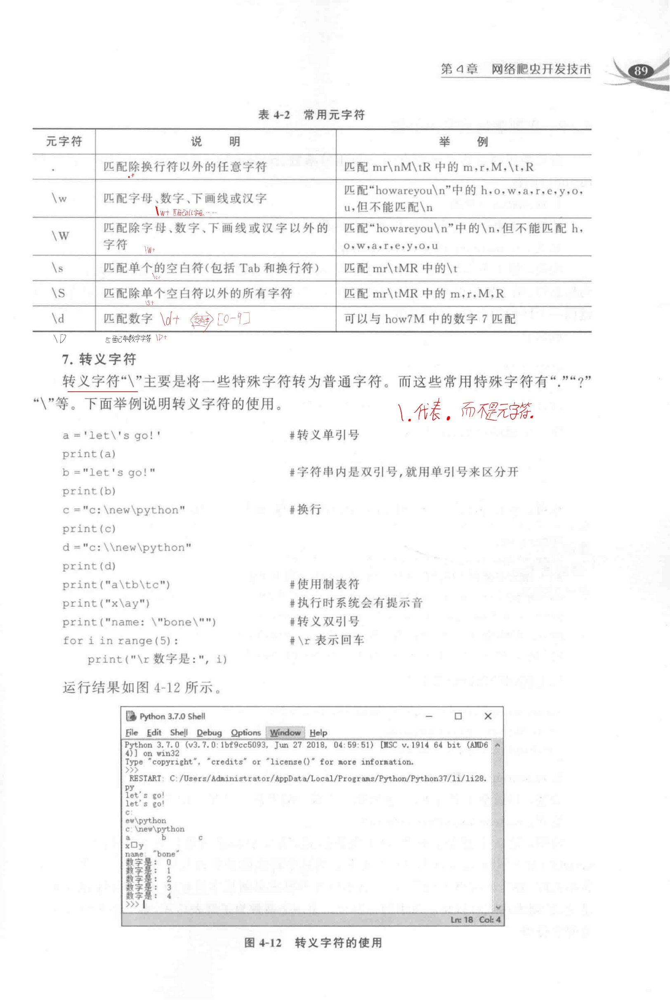 第4章 网络爬虫开发技术 89
表 4-2 常用元字符
元字符 说 明 举 例
. 匹配除换行符以外的任意字符 匹配 mr\nM\tR 中的 m,r,M,\t,R
.*
\w 匹配字母、数字、下画线或汉字 匹配“howareyou\n”中的 h,o,w,a,r,e,y,o,
u,但不能匹配\n
\w+ 匹配all字母……
\W 匹配除字母、数字、下画线或汉字以外的 匹配“howareyou\n”中的\n,但不能匹配 h,
字符 o,w,a,r,e,y,o,u
\W+
\s 匹配单个的空白符(包括 Tab 和换行符) 匹配 mr\tMR 中的\t
\s+
\S 匹配除单个空白符以外的所有字符 匹配 mr\tMR 中的 m,r,M,R
\S+
\d 匹配数字 \d+ [0-9] 可以与 how7M 中的数字 7 匹配
\D 匹配非数字字符 \D+
7. 转义字符
转义字符“\”主要是将一些特殊字符转为普通字符。而这些常用特殊字符有“.”“?”
“\”等。下面举例说明转义字符的使用。
\. 代表 . 而不是元字符.
a ='let\'s go!' #转义单引号
print(a)
b ="let's go!" #字符串内是双引号,就用单引号来区分开
print(b)
c ="c:\new\python" #换行
print(c)
d ="c:\\new\python"
print(d)
print("a\tb\tc") #使用制表符
print("x\ay") #执行时系统会有提示音
print("name: \"bone\"") #转义双引号
for i in range(5): #\r 表示回车
print("\r 数字是:", i)
运行结果如图 4-12 所示。
Python 3.7.0 Shell
File Edit Shell Debug Options Window Help
Python 3.7.0 (v3.7.0:1bf9cc5093, Jun 27 2018, 04:59:51) [MSC v.1914 64 bit (AMD6
4)] on win32
Type "copyright", "credits" or "license()" for more information.
>>>
RESTART: C:/Users/Administrator/AppData/Local/Programs/Python/Python37/li/li28.
py
let's go!
let's go!
c:
ew\python
c:\new\python
a b c
x□y
name: "bone"
数字是: 0
数字是: 1
数字是: 2
数字是: 3
数字是: 4
>>>
Ln: 18 Col: 4
图 4-12 转义字符的使用